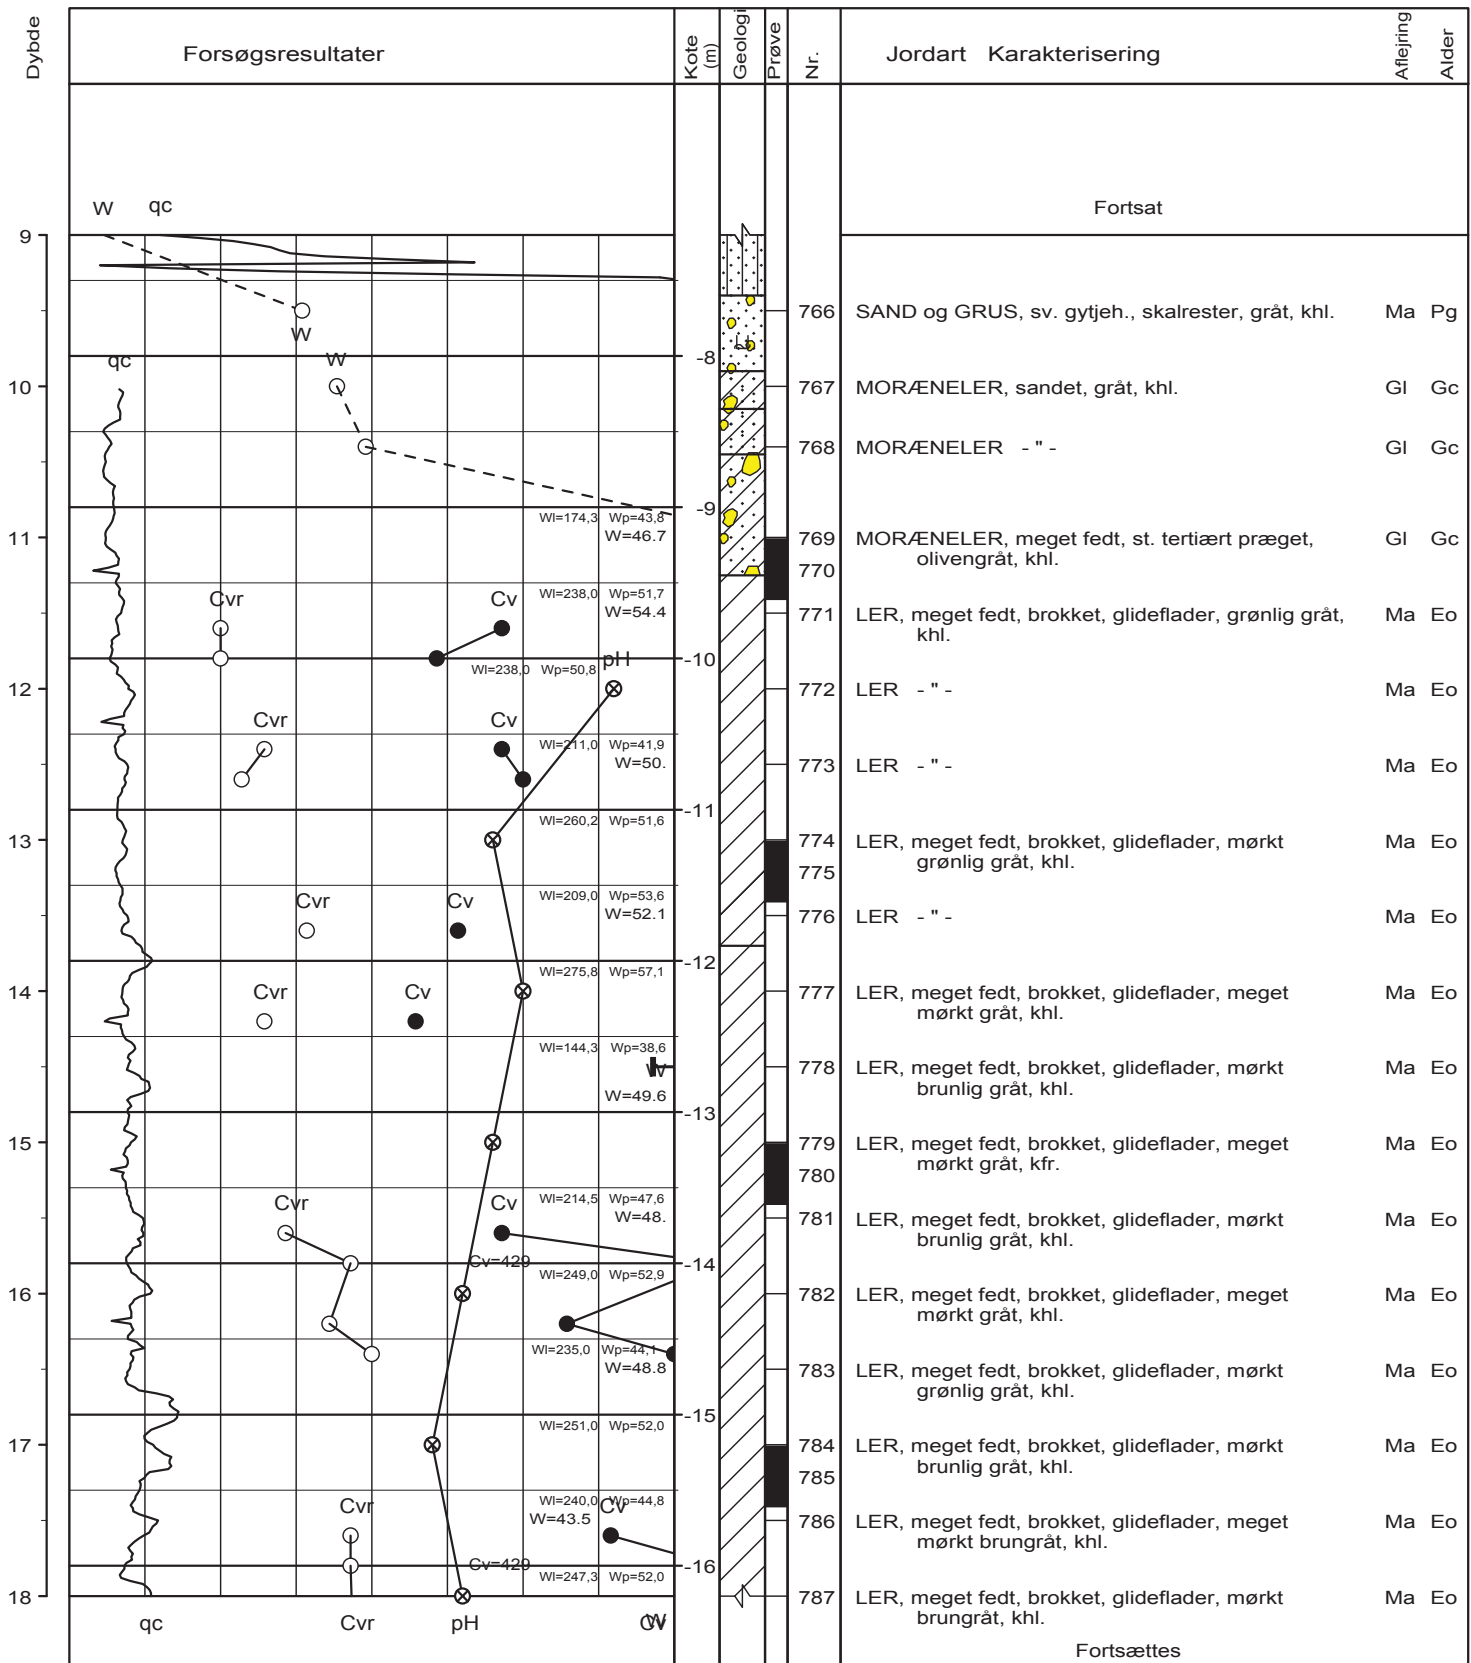 Dybde
Forsøgsresultater
Kote (m)
Geologi
Prøve
Nr.
Jordart Karakterisering
Aflejring
Alder
W qc
Fortsat
9
766 SAND og GRUS, sv. gytjeh., skalrester, gråt, khl. Ma Pg
W
W
-8
qc
10
767 MORÆNELER, sandet, gråt, khl. Gl Gc
768 MORÆNELER - " - Gl Gc
-9
Wl=174,3 Wp=43,8
W=46.7
11
769 MORÆNELER, meget fedt, st. tertiært præget, Gl Gc
770 olivengråt, khl.
Cvr Cv Wl=238,0 Wp=51,7
W=54.4
771 LER, meget fedt, brokket, glideflader, grønlig gråt, Ma Eo
khl.
-10
Wl=238,0 Wp=50,8 pH
12
772 LER - " - Ma Eo
Cvr Cv
Wl=211,0 Wp=41,9
W=50.
773 LER - " - Ma Eo
-11
Wl=260,2 Wp=51,6
13
774 LER, meget fedt, brokket, glideflader, mørkt Ma Eo
775 grønlig gråt, khl.
Cvr Cv Wl=209,0 Wp=53,6
W=52.1
776 LER - " - Ma Eo
-12
Wl=275,8 Wp=57,1
14
Cvr Cv
777 LER, meget fedt, brokket, glideflader, meget Ma Eo
mørkt gråt, khl.
Wl=144,3 Wp=38,6
W
W=49.6
778 LER, meget fedt, brokket, glideflader, mørkt Ma Eo
brunlig gråt, khl.
-13
15
779 LER, meget fedt, brokket, glideflader, meget Ma Eo
780 mørkt gråt, kfr.
Cvr Cv Wl=214,5 Wp=47,6
W=48.
781 LER, meget fedt, brokket, glideflader, mørkt Ma Eo
brunlig gråt, khl.
Cv=429
-14
Wl=249,0 Wp=52,9
16
782 LER, meget fedt, brokket, glideflader, meget Ma Eo
mørkt gråt, khl.
Wl=235,0 Wp=44,1
W=48.8
783 LER, meget fedt, brokket, glideflader, mørkt Ma Eo
grønlig gråt, khl.
-15
Wl=251,0 Wp=52,0
17
784 LER, meget fedt, brokket, glideflader, mørkt Ma Eo
785 brunlig gråt, khl.
Cvr Wl=240,0 Wp=44,8
Cv
W=43.5
786 LER, meget fedt, brokket, glideflader, meget Ma Eo
mørkt brungråt, khl.
Cv=429
-16
Wl=247,3 Wp=52,0
18
787 LER, meget fedt, brokket, glideflader, mørkt Ma Eo
brungråt, khl.
qc Cvr pH Cv W
Fortsættes